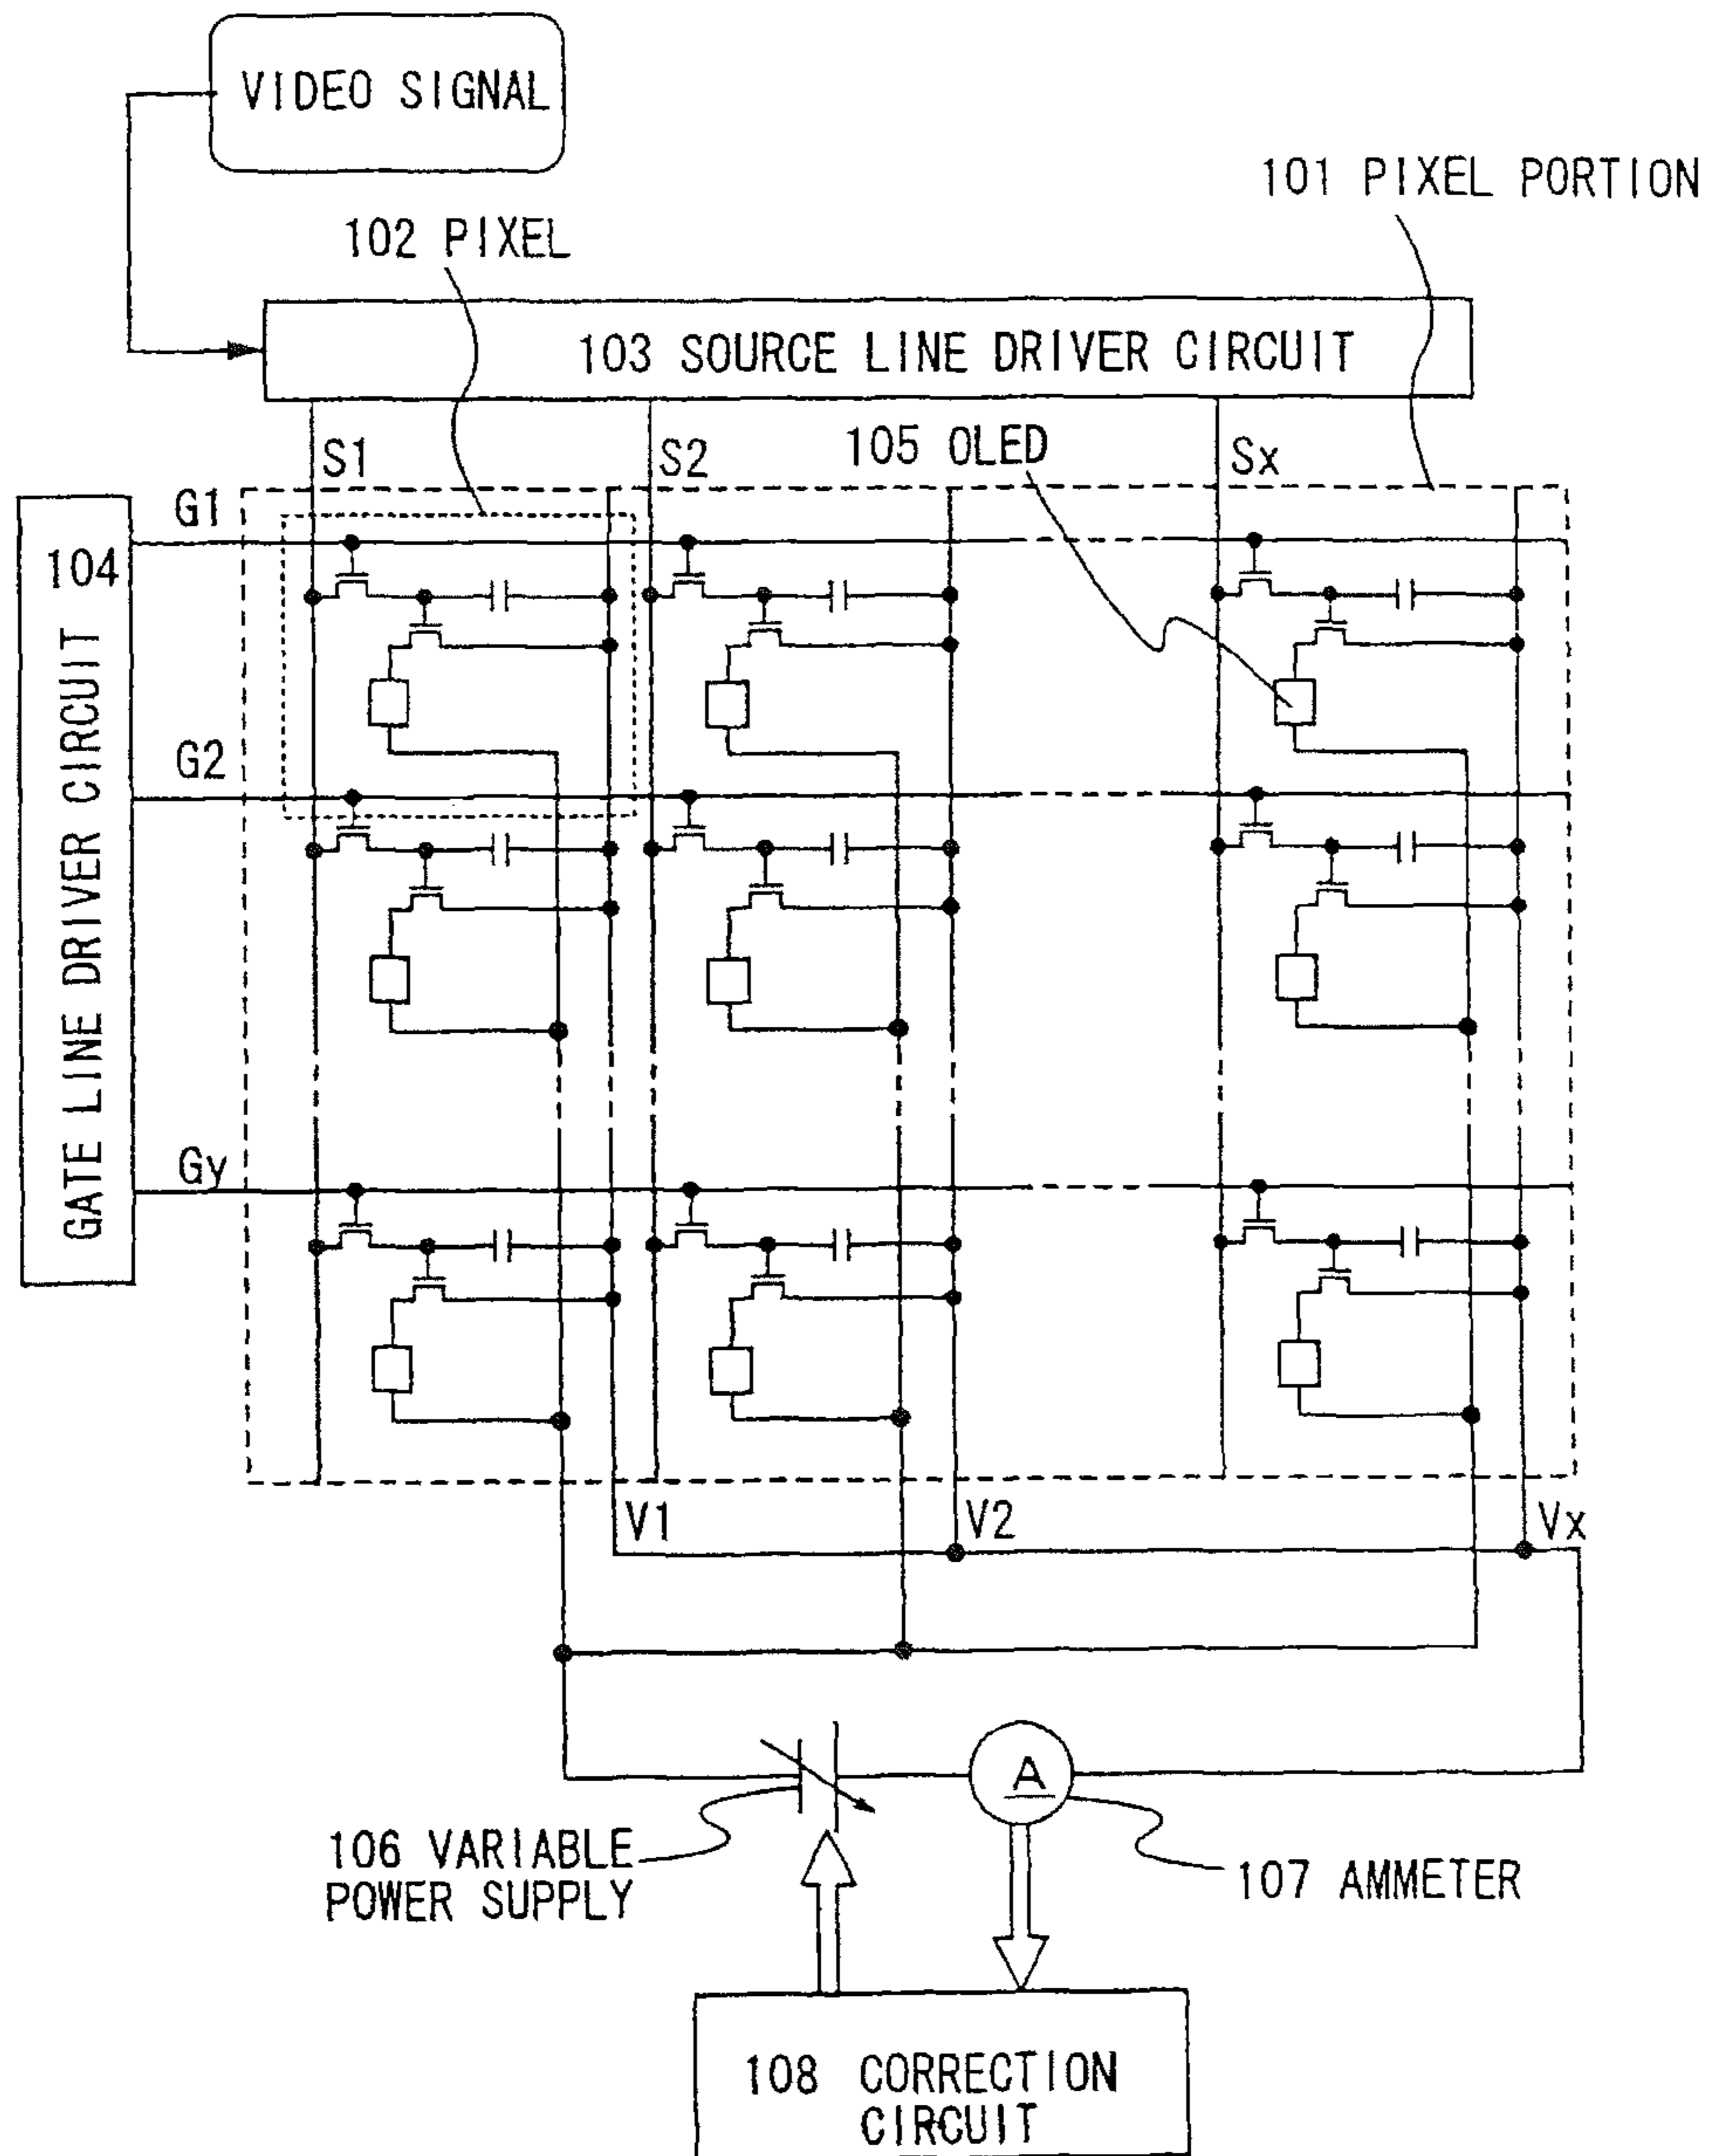 VIDEO SIGNAL
101 PIXEL PORTION
102 PIXEL
103 SOURCE LINE DRIVER CIRCUIT
S1
S2
105 OLED
Sx
G1
104
GATE LINE DRIVER CIRCUIT
G2
Gy
V1
V2
Vx
A
106 VARIABLE
POWER SUPPLY
107 AMMETER
108 CORRECTION
CIRCUIT